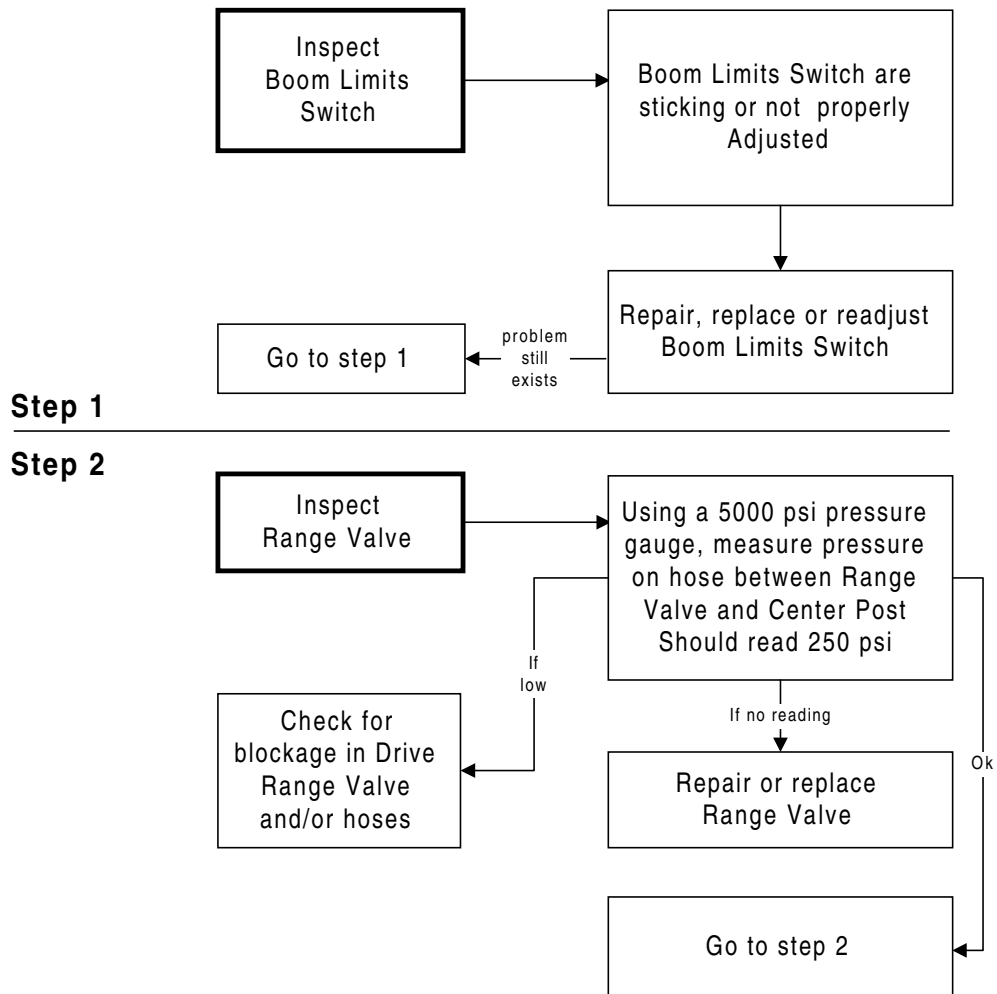 Inspect
Boom Limits
Switch
Boom Limits Switch are
sticking or not properly
Adjusted
Repair, replace or readjust
Boom Limits Switch
problem
still
exists
Go to step 1
Step 1
Step 2
Inspect
Range Valve
Using a 5000 psi pressure
gauge, measure pressure
on hose between Range
Valve and Center Post
Should read 250 psi
If
low
Check for
blockage in Drive
Range Valve
and/or hoses
If no reading
Repair or replace
Range Valve
Ok
Go to step 2